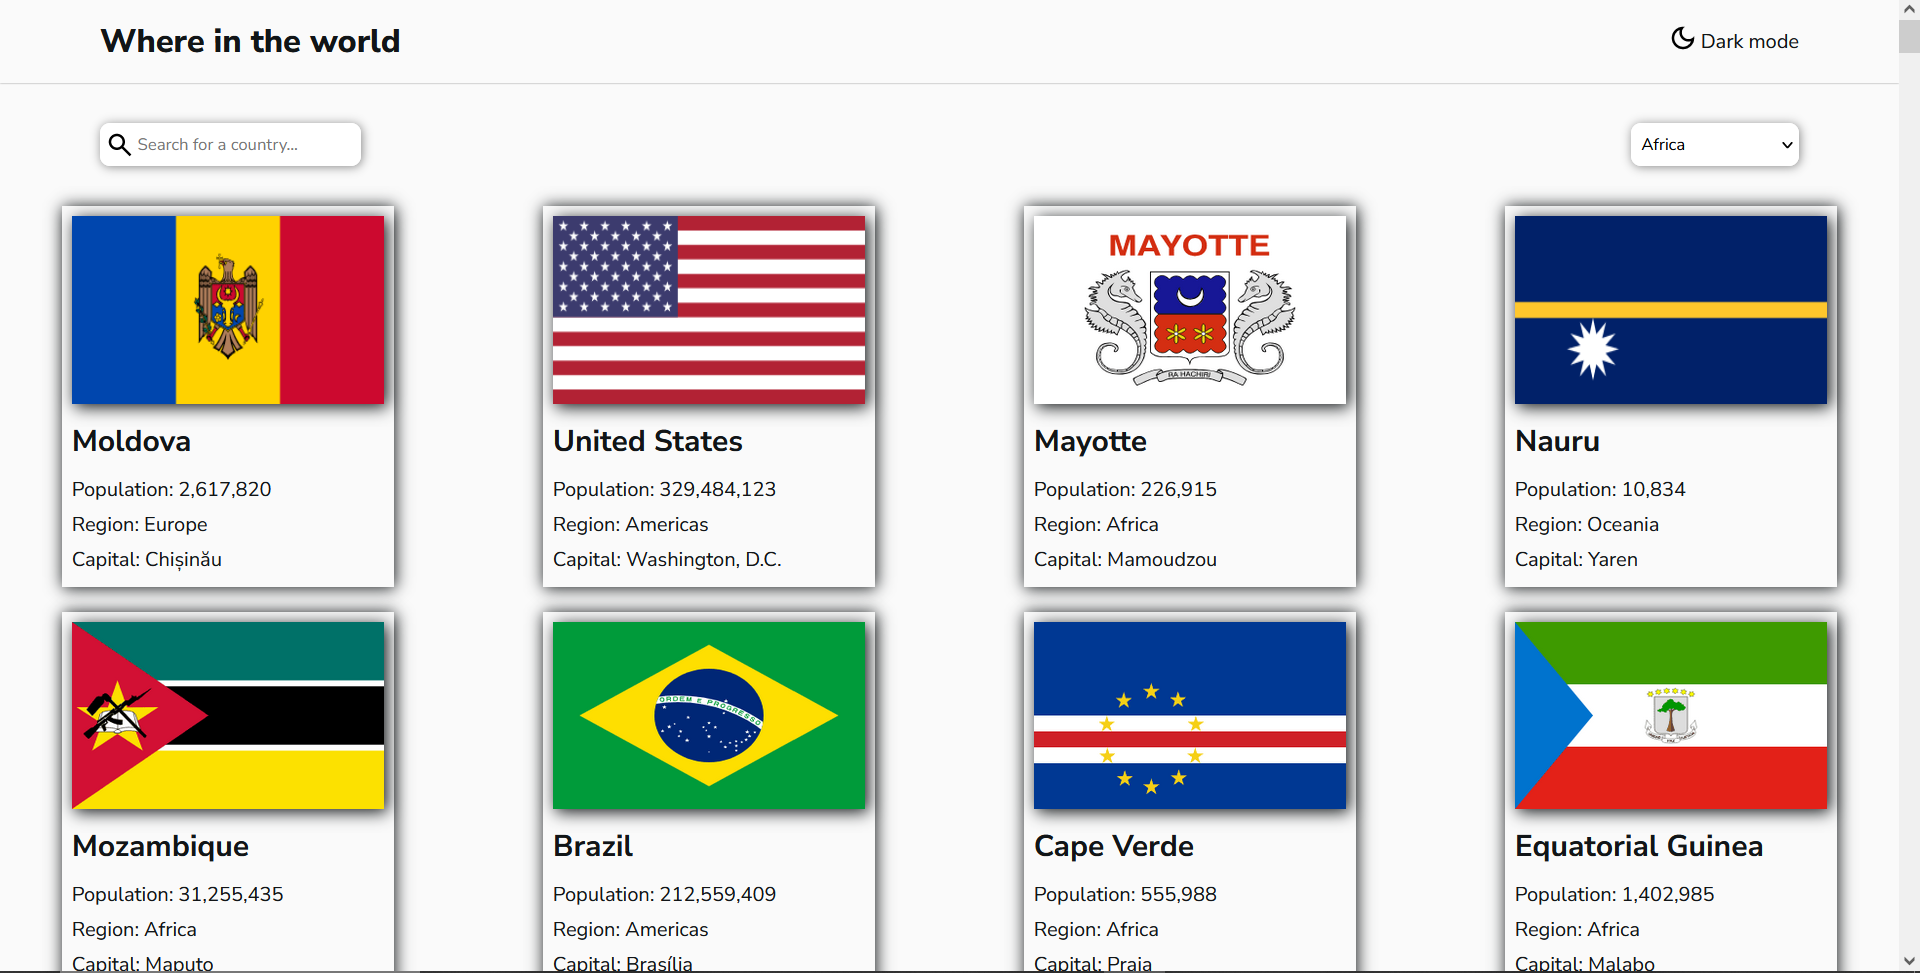 Where in the world
Dark mode
Search for a country...
Africa
MAYOTTE
RA HACHIRI
Moldova
Population: 2,617,820
Region: Europe
Capital: Chișinău
United States
Population: 329,484,123
Region: Americas
Capital: Washington, D.C.
Mayotte
Population: 226,915
Region: Africa
Capital: Mamoudzou
Nauru
Population: 10,834
Region: Oceania
Capital: Yaren
Mozambique
Population: 31,255,435
Region: Africa
Capital: Maputo
ORDEM E PROGRESSO
Brazil
Population: 212,559,409
Region: Americas
Capital: Brasília
Cape Verde
Population: 555,988
Region: Africa
Capital: Praia
Equatorial Guinea
Population: 1,402,985
Region: Africa
Capital: Malabo